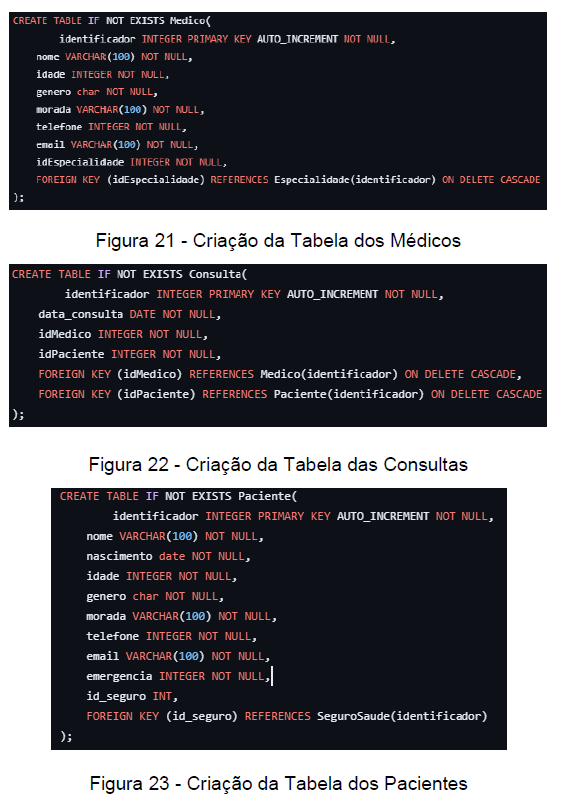 CREATE TABLE IF NOT EXISTS Medico(
identificador INTEGER PRIMARY KEY AUTO_INCREMENT NOT NULL,
nome VARCHAR(100) NOT NULL,
idade INTEGER NOT NULL,
genero char NOT NULL,
morada VARCHAR(100) NOT NULL,
telefone INTEGER NOT NULL,
email VARCHAR(100) NOT NULL,
idEspecialidade INTEGER NOT NULL,
FOREIGN KEY (idEspecialidade) REFERENCES Especialidade(identificador) ON DELETE CASCADE
);
Figura 21 - Criação da Tabela dos Médicos
CREATE TABLE IF NOT EXISTS Consulta(
identificador INTEGER PRIMARY KEY AUTO_INCREMENT NOT NULL,
data_consulta DATE NOT NULL,
idMedico INTEGER NOT NULL,
idPaciente INTEGER NOT NULL,
FOREIGN KEY (idMedico) REFERENCES Medico(identificador) ON DELETE CASCADE,
FOREIGN KEY (idPaciente) REFERENCES Paciente(identificador) ON DELETE CASCADE
);
Figura 22 - Criação da Tabela das Consultas
CREATE TABLE IF NOT EXISTS Paciente(
identificador INTEGER PRIMARY KEY AUTO_INCREMENT NOT NULL,
nome VARCHAR(100) NOT NULL,
nascimento date NOT NULL,
idade INTEGER NOT NULL,
genero char NOT NULL,
morada VARCHAR(100) NOT NULL,
telefone INTEGER NOT NULL,
email VARCHAR(100) NOT NULL,
emergencia INTEGER NOT NULL,
id_seguro INT,
FOREIGN KEY (id_seguro) REFERENCES SeguroSaude(identificador)
);
Figura 23 - Criação da Tabela dos Pacientes